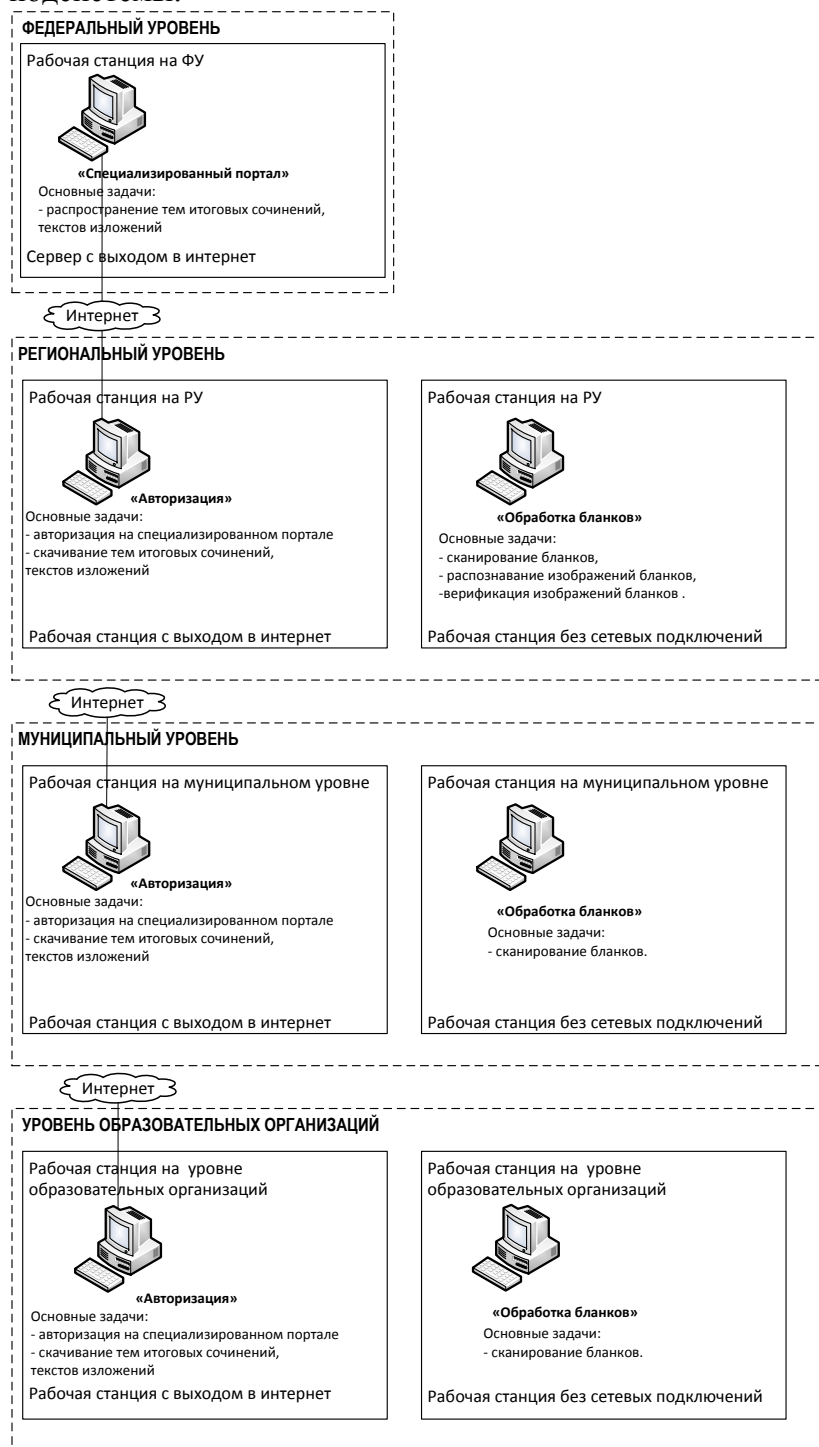 подсистемы.
ФЕДЕРАЛЬНЫЙ УРОВЕНЬ
Рабочая станция на ФУ
«Специализированный портал»
Основные задачи:
- распространение тем итоговых сочинений,
текстов изложений
Сервер с выходом в интернет
Интернет
РЕГИОНАЛЬНЫЙ УРОВЕНЬ
Рабочая станция на РУ
«Авторизация»
Основные задачи:
- авторизация на специализированном портале
- скачивание тем итоговых сочинений,
текстов изложений
Рабочая станция с выходом в интернет
Рабочая станция на РУ
«Обработка бланков»
Основные задачи:
- сканирование бланков,
- распознавание изображений бланков,
-верификация изображений бланков .
Рабочая станция без сетевых подключений
Интернет
МУНИЦИПАЛЬНЫЙ УРОВЕНЬ
Рабочая станция на муниципальном уровне
«Авторизация»
Основные задачи:
- авторизация на специализированном портале
- скачивание тем итоговых сочинений,
текстов изложений
Рабочая станция с выходом в интернет
Рабочая станция на муниципальном уровне
«Обработка бланков»
Основные задачи:
- сканирование бланков.
Рабочая станция без сетевых подключений
Интернет
УРОВЕНЬ ОБРАЗОВАТЕЛЬНЫХ ОРГАНИЗАЦИЙ
Рабочая станция на уровне
образовательных организаций
«Авторизация»
Основные задачи:
- авторизация на специализированном портале
- скачивание тем итоговых сочинений,
текстов изложений
Рабочая станция с выходом в интернет
Рабочая станция на уровне
образовательных организаций
«Обработка бланков»
Основные задачи:
- сканирование бланков.
Рабочая станция без сетевых подключений